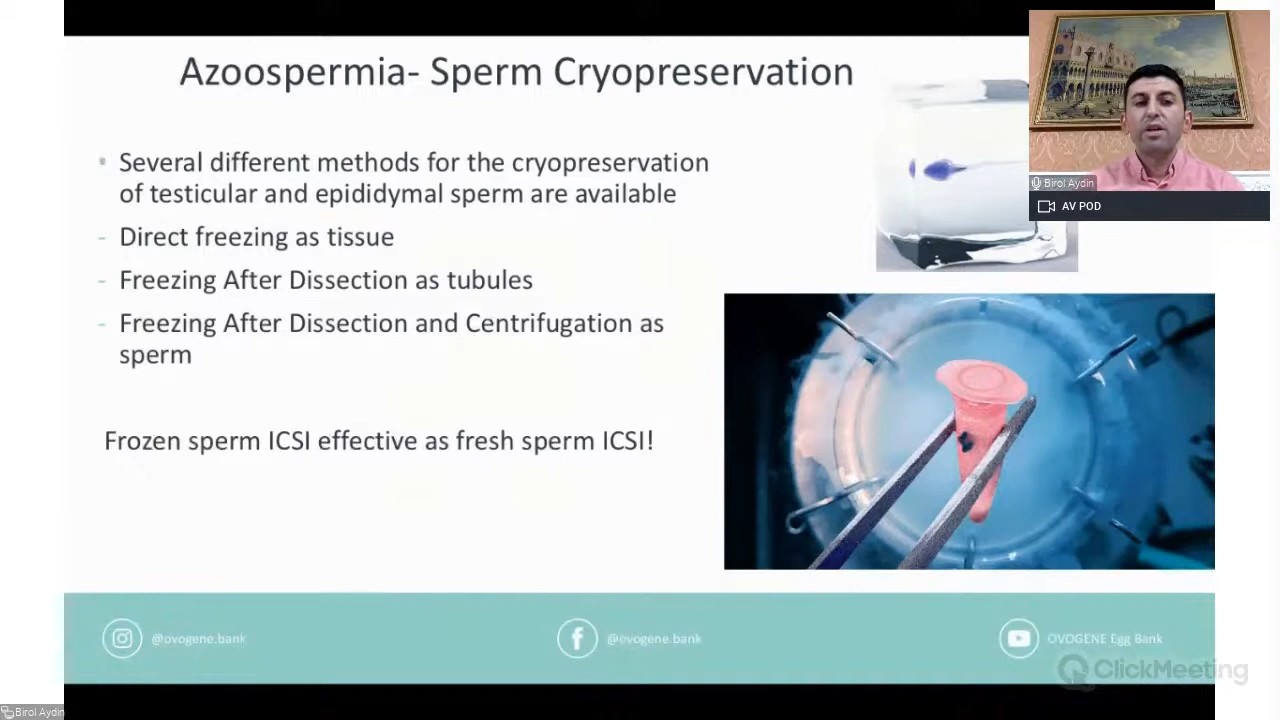 Azoospermia- Sperm Cryopreservation
Several different methods for the cryopreservation
of testicular and epididymal sperm are available
- Direct freezing as tissue
- Freezing After Dissection as tubules
- Freezing After Dissection and Centrifugation as
sperm
Frozen sperm ICSI effective as fresh sperm ICSI!
Birol Aydin
AV POD
@ovogene.bank
@ovogene.bank
OVOGENE Egg Bank
ClickMeeting
Birol Aydin